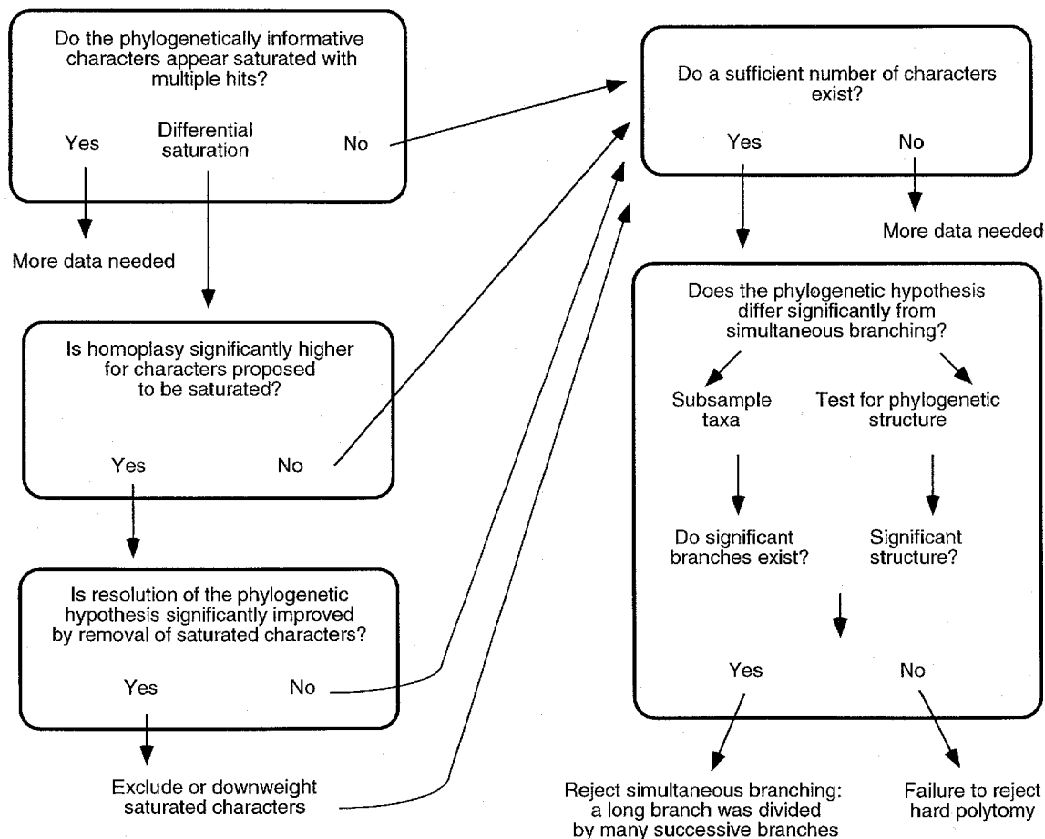 Do the phylogenetically informative
characters appear saturated with
multiple hits?
Yes
Differential
saturation
No
More data needed
Is homoplasy significantly higher
for characters proposed
to be saturated?
Yes
No
Is resolution of the phylogenetic
hypothesis significantly improved
by removal of saturated characters?
Yes
No
Exclude or downweight
saturated characters
Do a sufficient number of characters
exist?
Yes
No
More data needed
Does the phylogenetic hypothesis
differ significantly from
simultaneous branching?
Subsample
taxa
Test for phylogenetic
structure
Do significant
branches exist?
Significant
structure?
Yes
No
Reject simultaneous branching:
a long branch was divided
by many successive branches
Failure to reject
hard polytomy